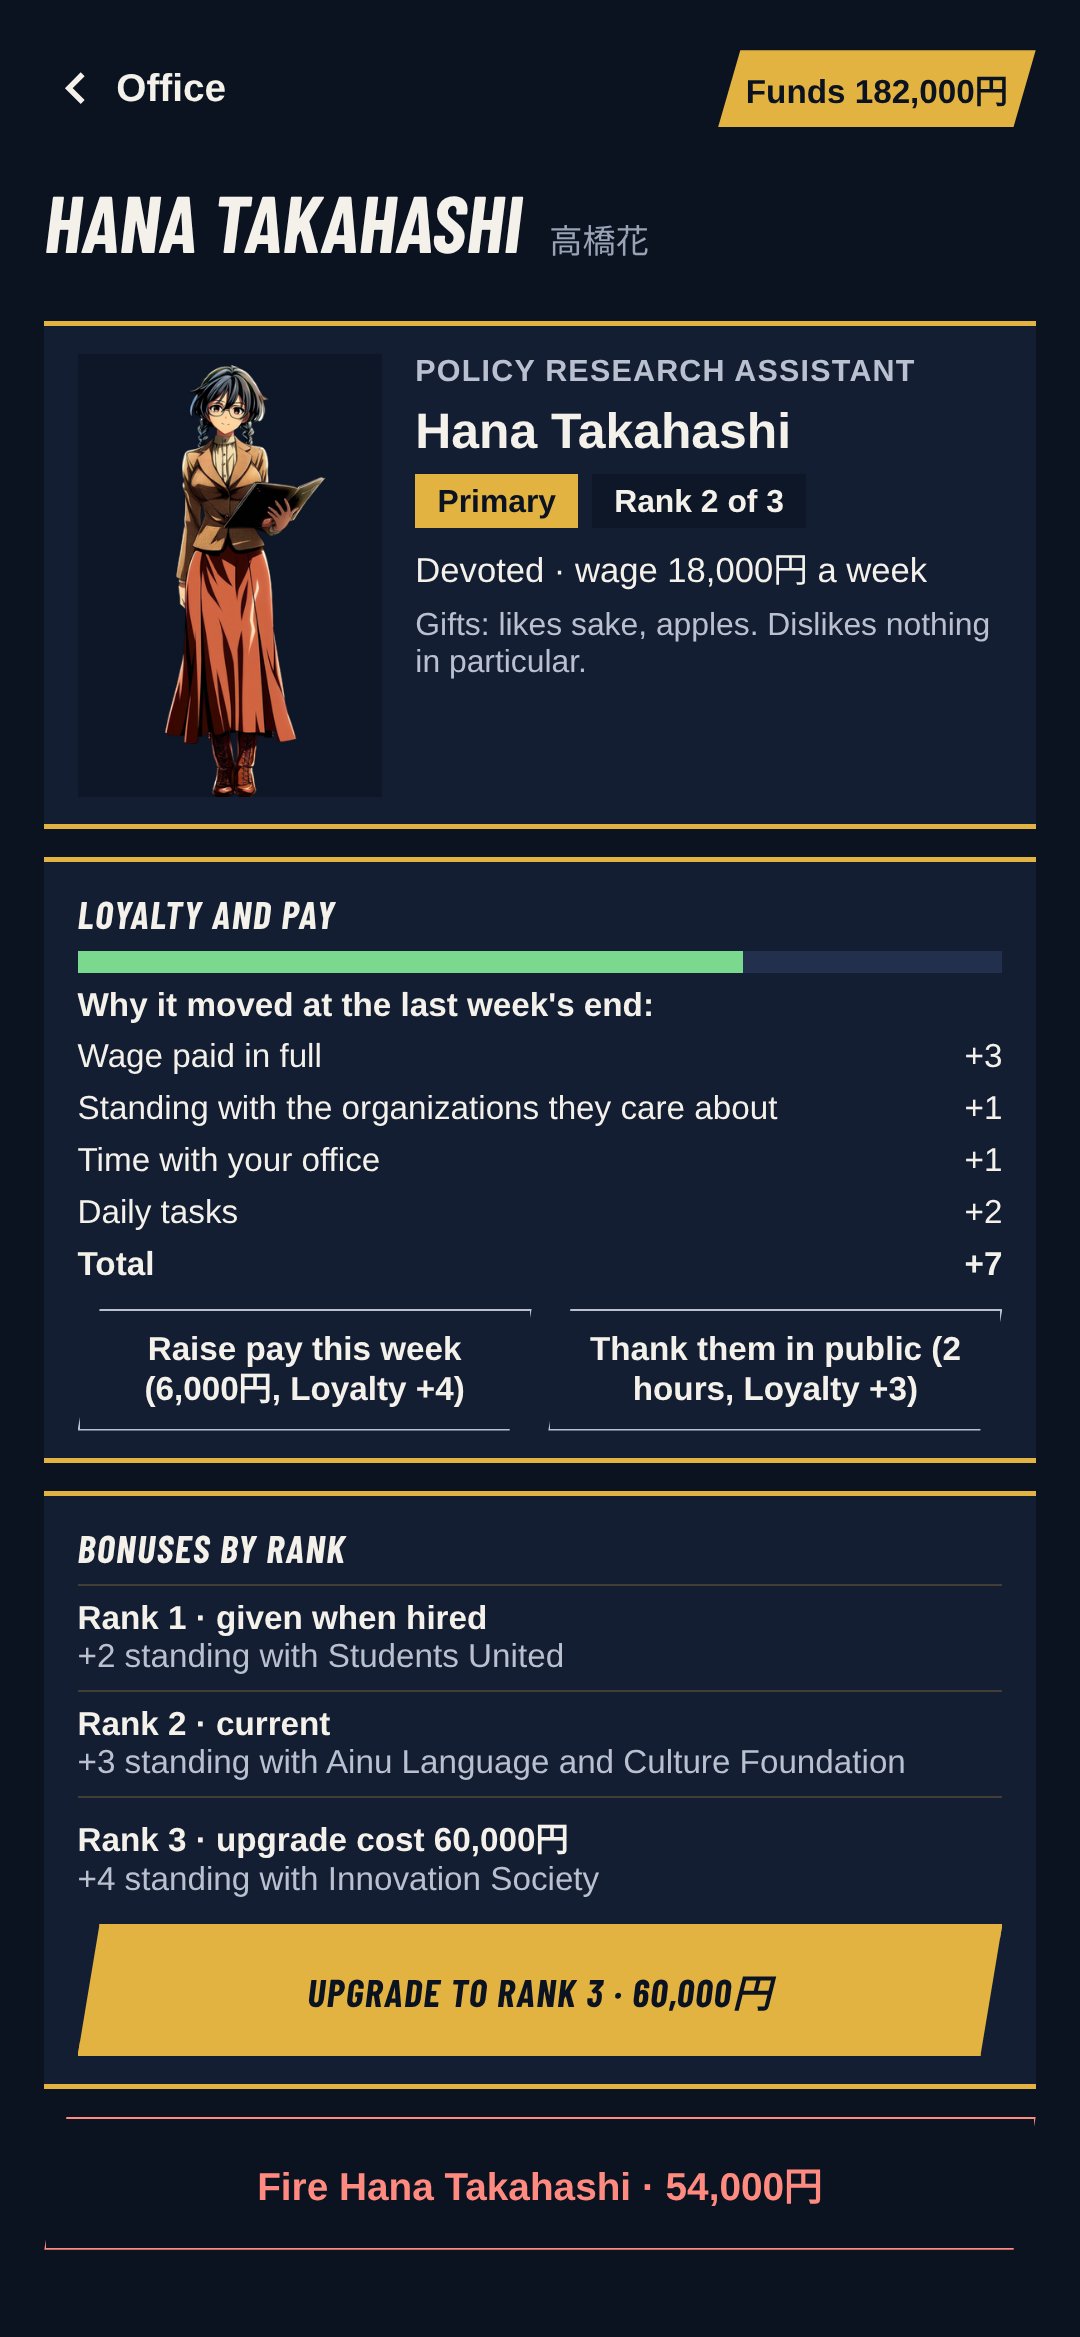 Office
Funds 182,000円
HANA TAKAHASHI 高橋花
POLICY RESEARCH ASSISTANT
Hana Takahashi
Primary
Rank 2 of 3
Devoted · wage 18,000円 a week
Gifts: likes sake, apples. Dislikes nothing
in particular.
LOYALTY AND PAY
Why it moved at the last week's end:
Wage paid in full +3
Standing with the organizations they care about +1
Time with your office +1
Daily tasks +2
Total +7
Raise pay this week
(6,000円, Loyalty +4)
Thank them in public (2
hours, Loyalty +3)
BONUSES BY RANK
Rank 1 · given when hired
+2 standing with Students United
Rank 2 · current
+3 standing with Ainu Language and Culture Foundation
Rank 3 · upgrade cost 60,000円
+4 standing with Innovation Society
UPGRADE TO RANK 3 · 60,000円
Fire Hana Takahashi · 54,000円